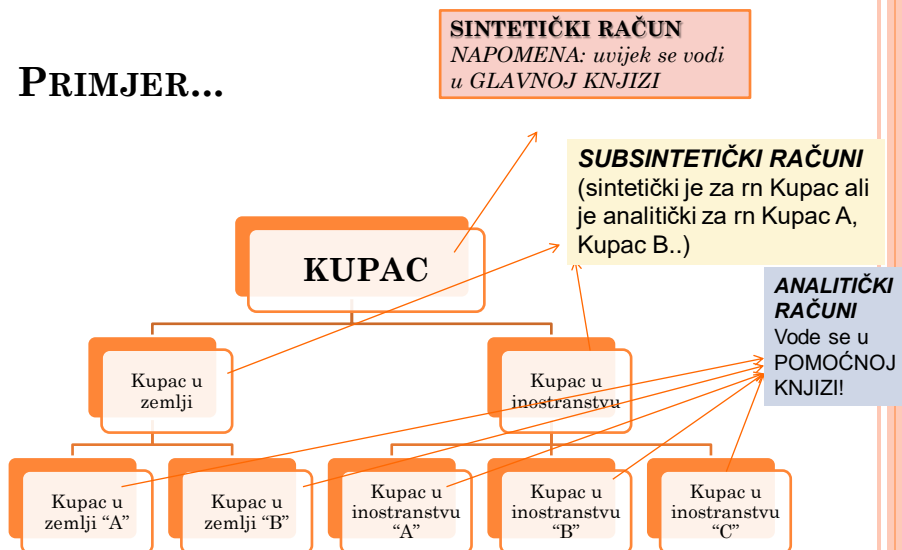 PRIMJER...
SINTETIČKI RAČUN
NAPOMENA: uvijek se vodi
u GLAVNOJ KNJIZI
SUBSINTETIČKI RAČUNI
(sintetički je za rn Kupac ali
je analitički za rn Kupac A,
Kupac B..)
KUPAC
ANALITIČKI
RAČUNI
Vode se u
POMOĆNOJ
KNJIZI!
Kupac u
zemlji
Kupac u
inostranstvu
Kupac u
zemlji “A”
Kupac u
zemlji “B”
Kupac u
inostranstvu
“A”
Kupac u
inostranstvu
“B”
Kupac u
inostranstvu
“C”